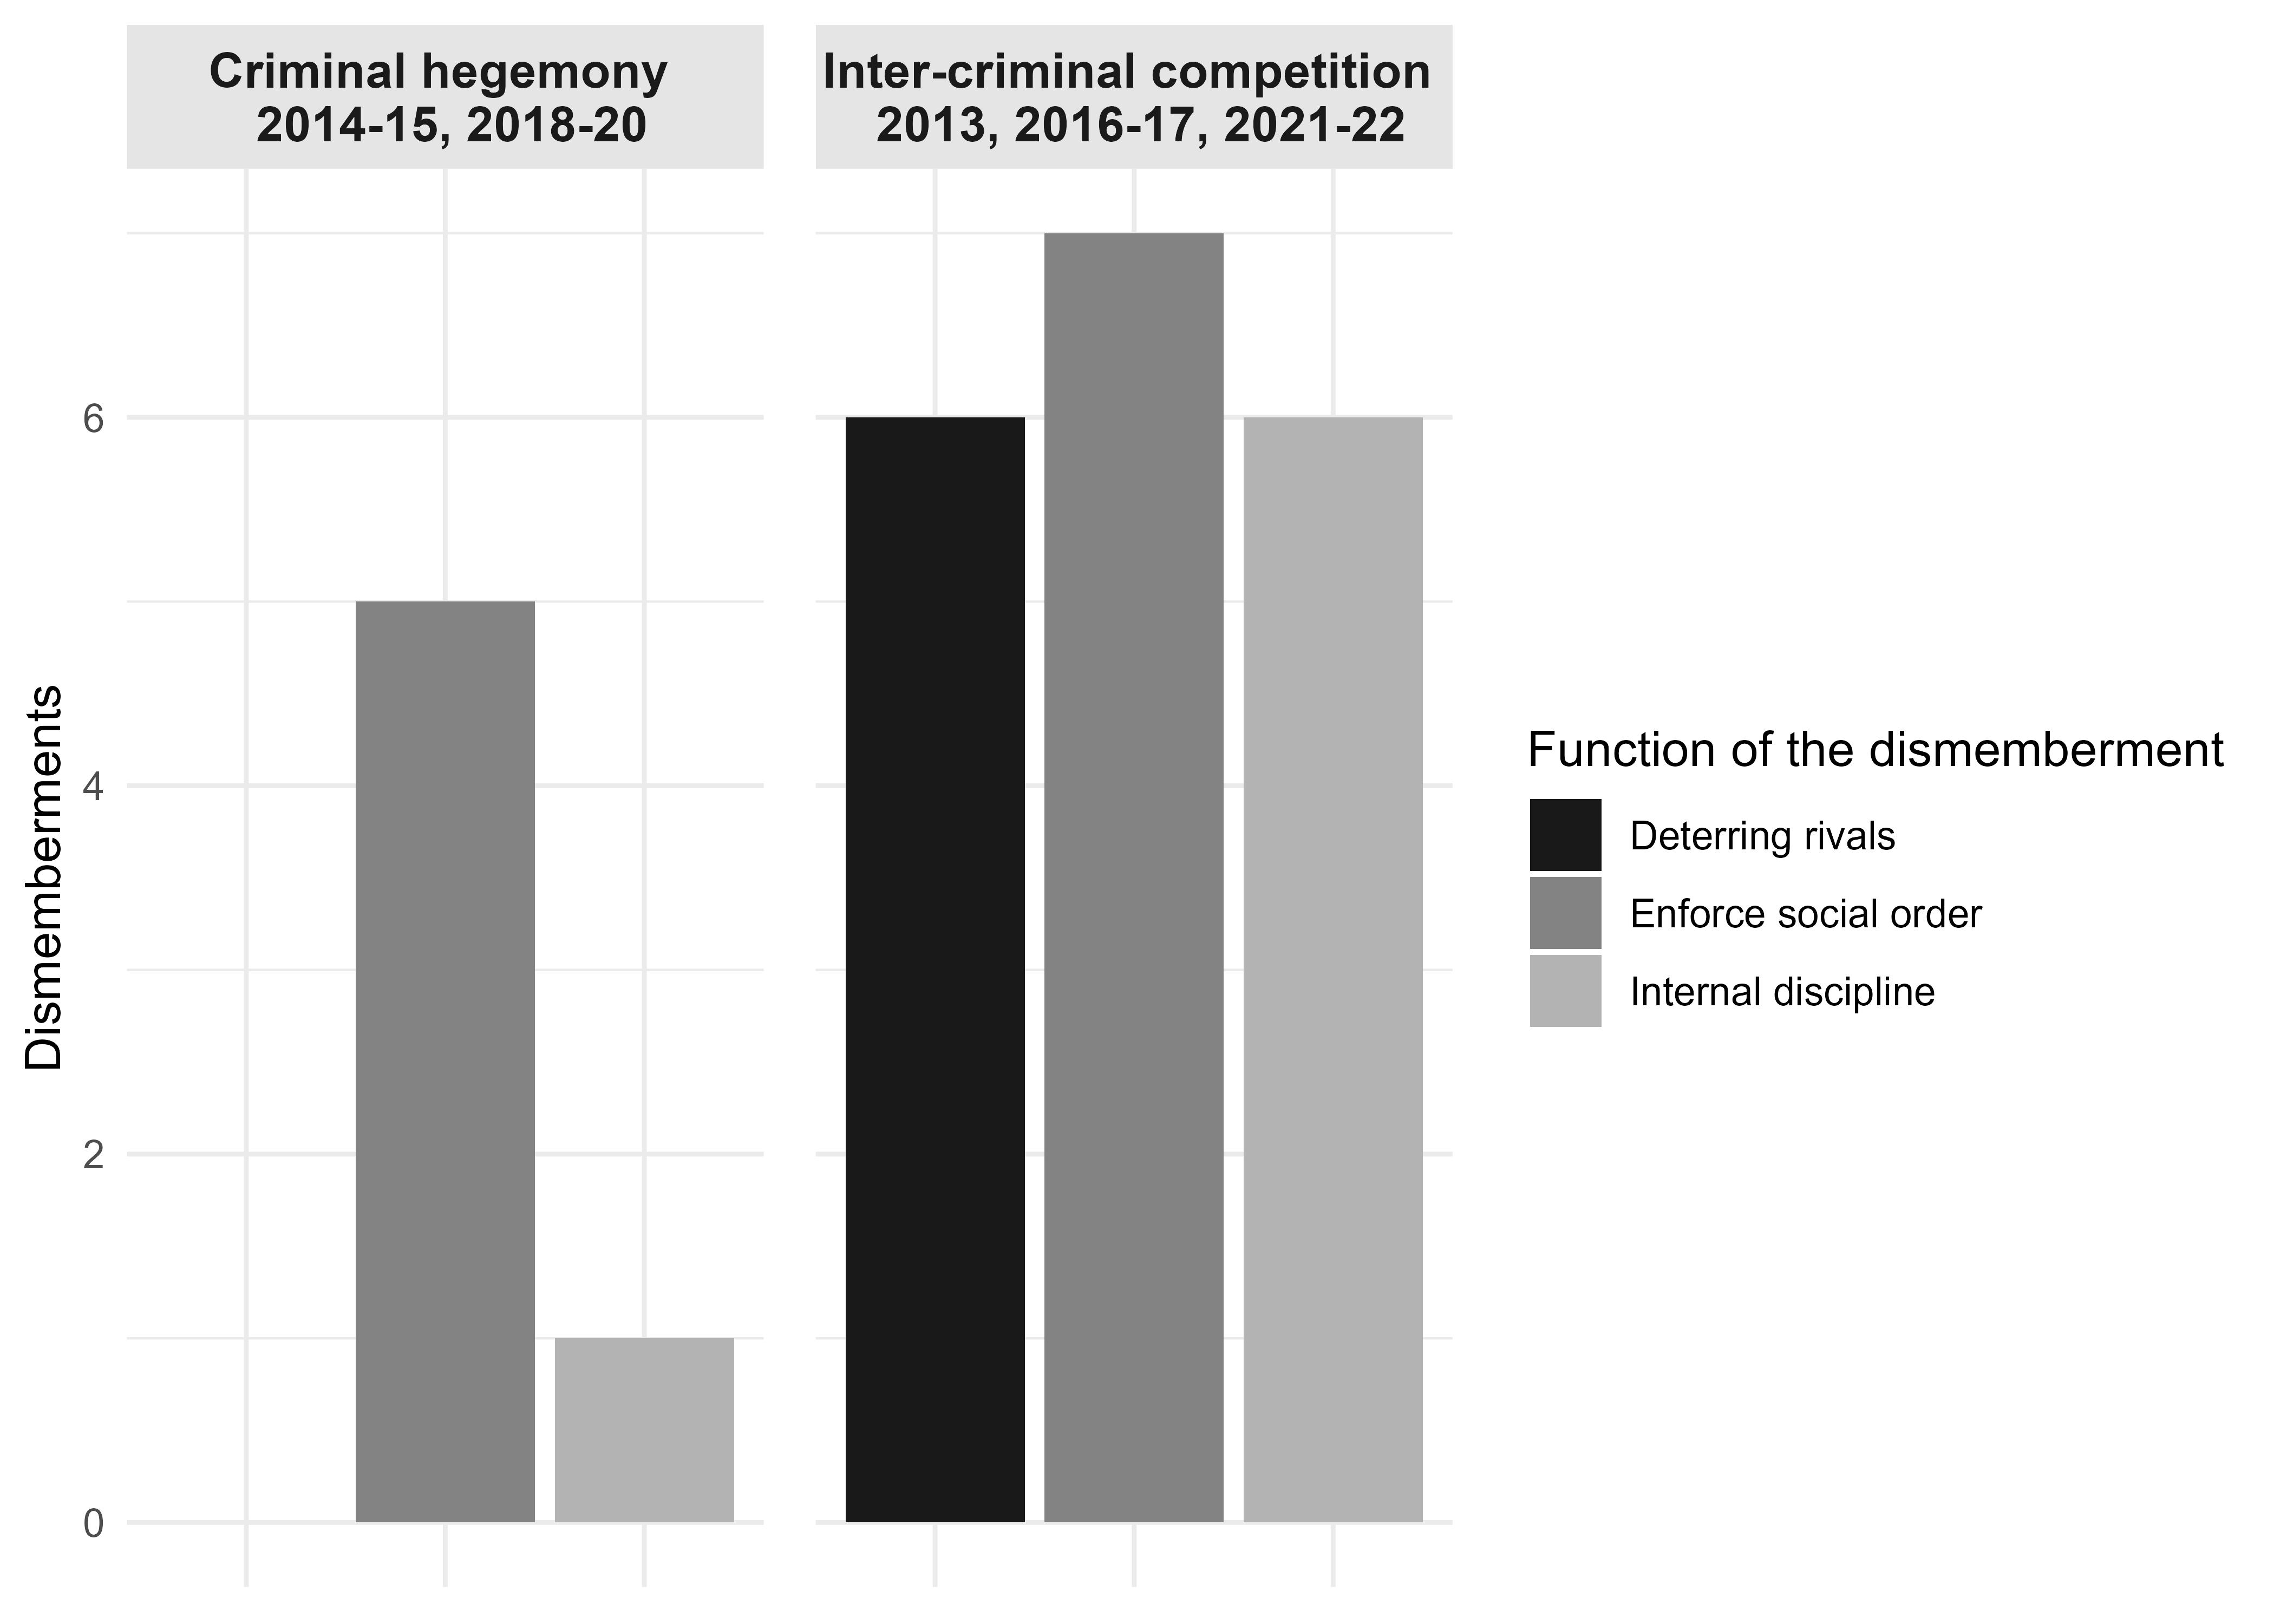 Criminal hegemony
2014-15, 2018-20
Inter-criminal competition
2013, 2016-17, 2021-22
Dismemberments
6
4
2
0
Function of the dismemberment
Deterring rivals
Enforce social order
Internal discipline